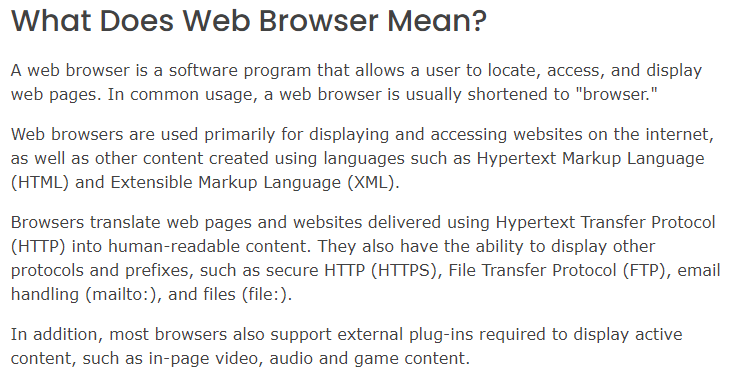 What Does Web Browser Mean?
A web browser is a software program that allows a user to locate, access, and display
web pages. In common usage, a web browser is usually shortened to "browser."
Web browsers are used primarily for displaying and accessing websites on the internet,
as well as other content created using languages such as Hypertext Markup Language
(HTML) and Extensible Markup Language (XML).
Browsers translate web pages and websites delivered using Hypertext Transfer Protocol
(HTTP) into human-readable content. They also have the ability to display other
protocols and prefixes, such as secure HTTP (HTTPS), File Transfer Protocol (FTP), email
handling (mailto:), and files (file:).
In addition, most browsers also support external plug-ins required to display active
content, such as in-page video, audio and game content.